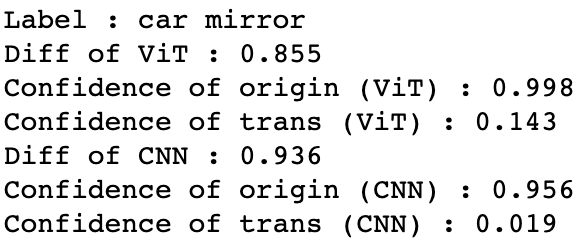 Label : car mirror
Diff of ViT : 0.855
Confidence of origin (ViT) : 0.998
Confidence of trans (ViT) : 0.143
Diff of CNN : 0.936
Confidence of origin (CNN) : 0.956
Confidence of trans (CNN) : 0.019